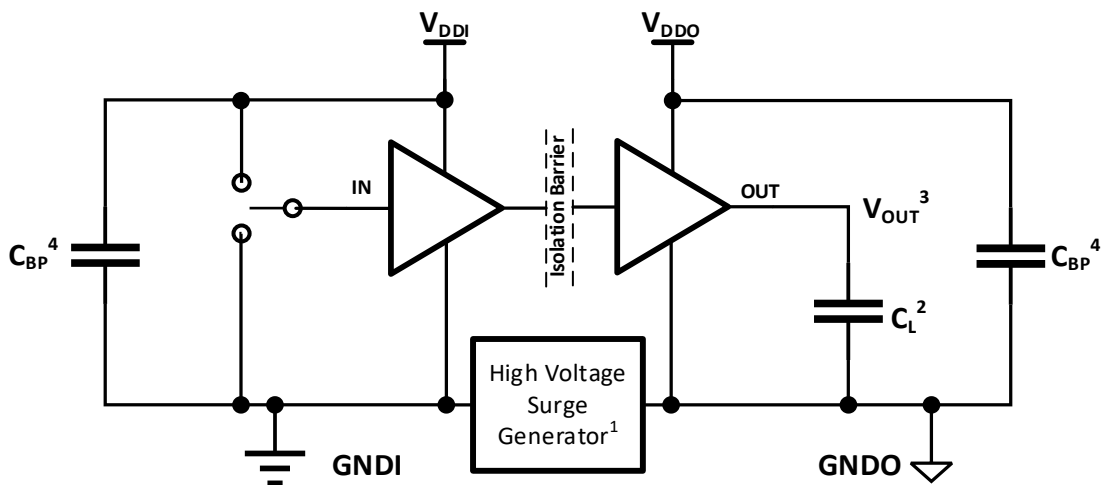 VDDI
VDDO
IN
Isolation Barrier
OUT
VOUT3
CBP4
CBP4
CL2
High Voltage
Surge
Generator1
GNDI
GNDO